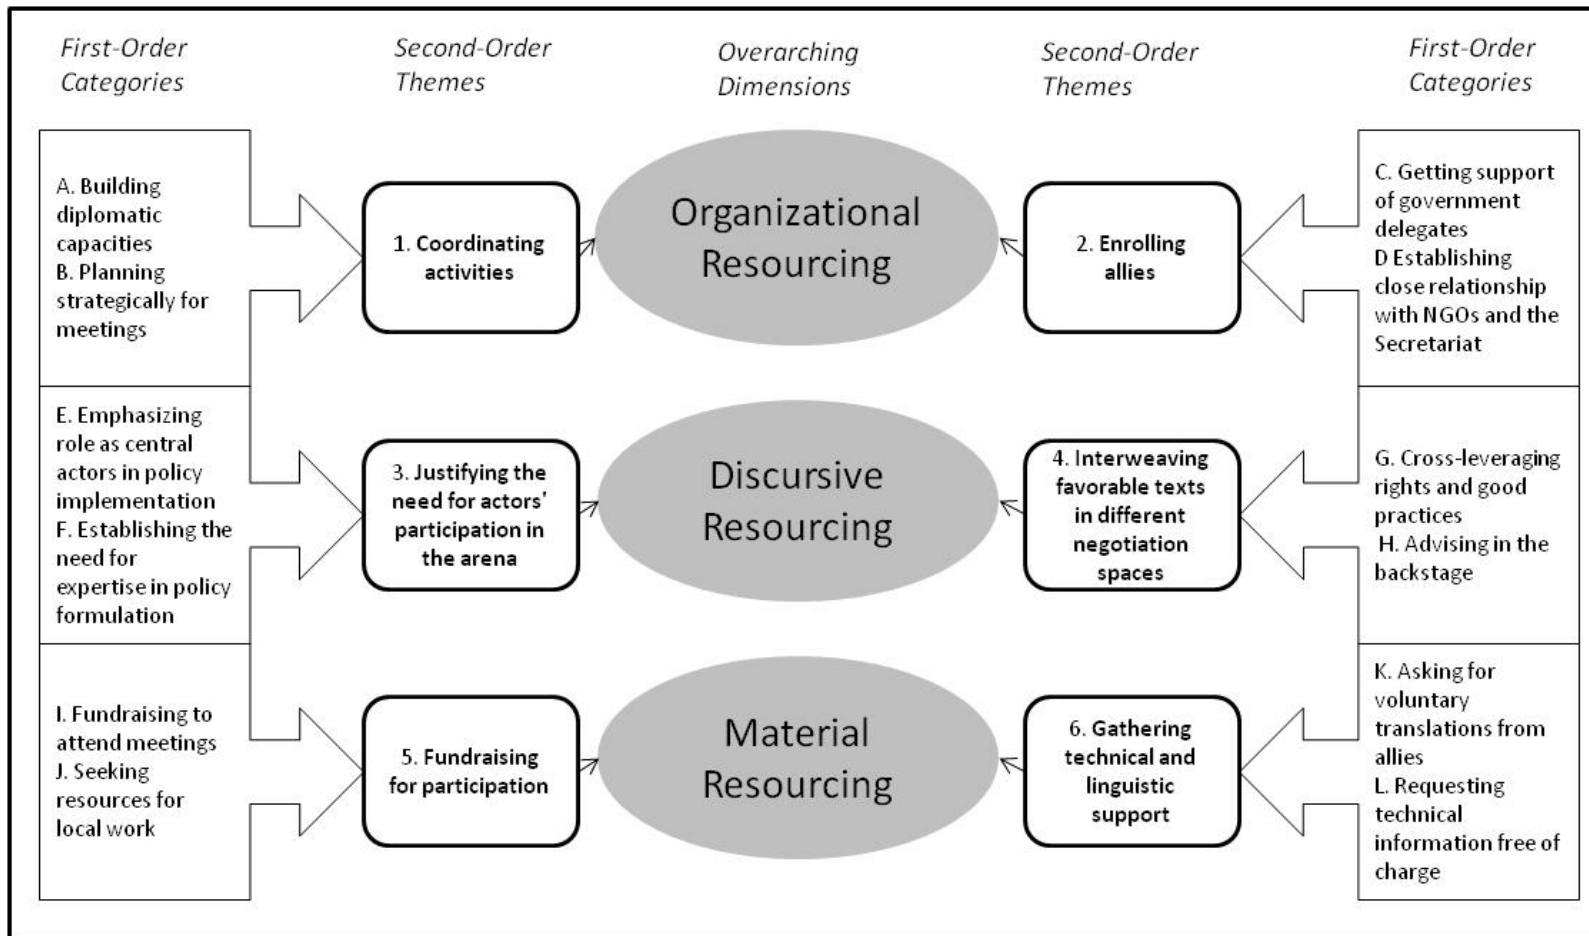 First-Order
Categories
Second-Order
Themes
Overarching
Dimensions
Second-Order
Themes
First-Order
Categories
A. Building
diplomatic
capacities
B. Planning
strategically for
meetings
1. Coordinating
activities
Organizational
Resourcing
2. Enrolling
allies
C. Getting support
of government
delegates
D Establishing
close relationship
with NGOs and the
Secretariat
E. Emphasizing
role as central
actors in policy
implementation
F. Establishing the
need for
expertise in policy
formulation
3. Justifying the
need for actors'
participation in
the arena
Discursive
Resourcing
4. Interweaving
favorable texts
in different
negotiation
spaces
G. Cross-leveraging
rights and good
practices
H. Advising in the
backstage
I. Fundraising to
attend meetings
J. Seeking
resources for
local work
5. Fundraising
for participation
Material
Resourcing
6. Gathering
technical and
linguistic
support
K. Asking for
voluntary
translations from
allies
L. Requesting
technical
information free of
charge